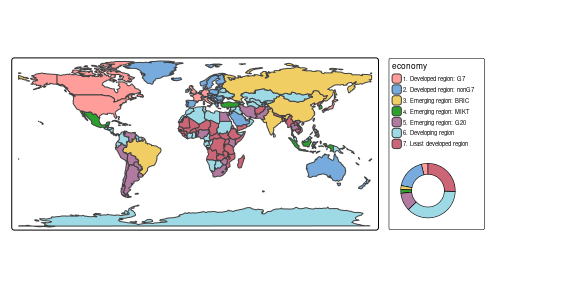 economy
1. Developed region: G7
2. Developed region: nonG7
3. Emerging region: BRIC
4. Emerging region: MIKT
5. Emerging region: G20
6. Developing region
7. Least developed region